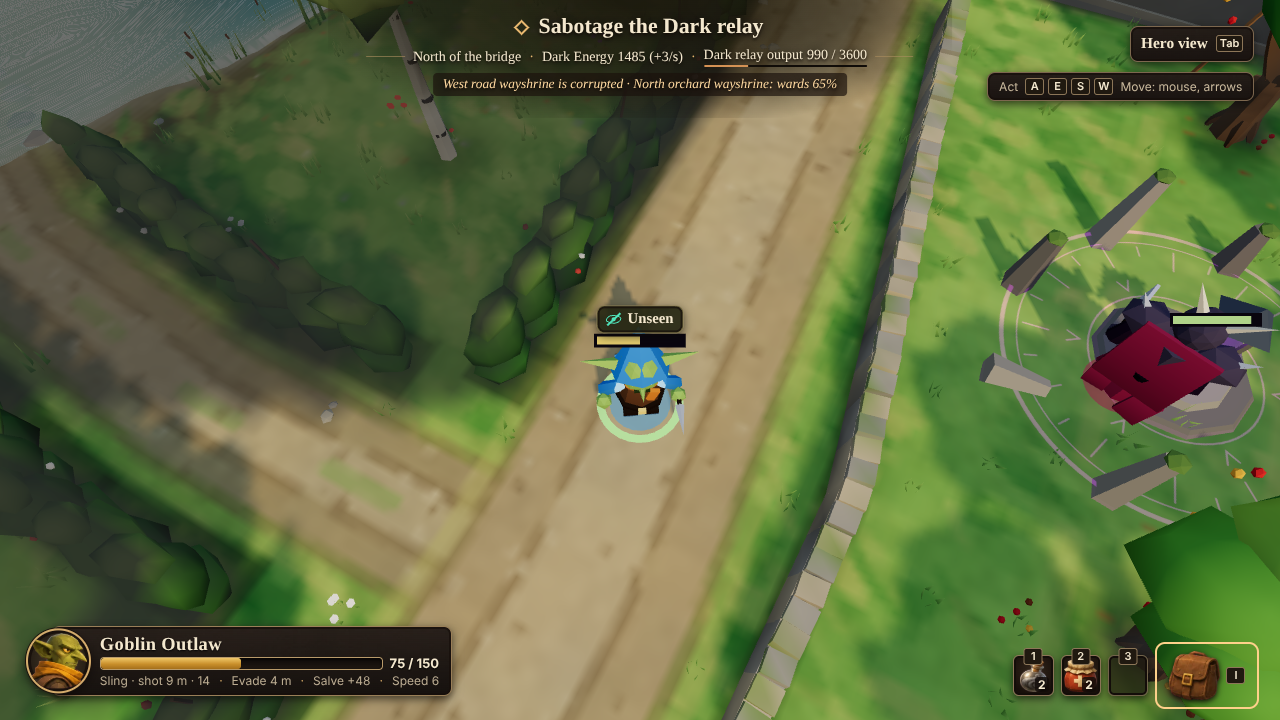 Sabotage the Dark relay
North of the bridge · Dark Energy 1485 (+3/s) · Dark relay output 990 / 3600
West road wayshrine is corrupted · North orchard wayshrine: wards 65%
Hero view Tab
Act A E S W Move: mouse, arrows
Unseen
Goblin Outlaw
75 / 150
Sling · shot 9 m · 14 · Evade 4 m · Salve +48 · Speed 6
1 2 3
2 2 I